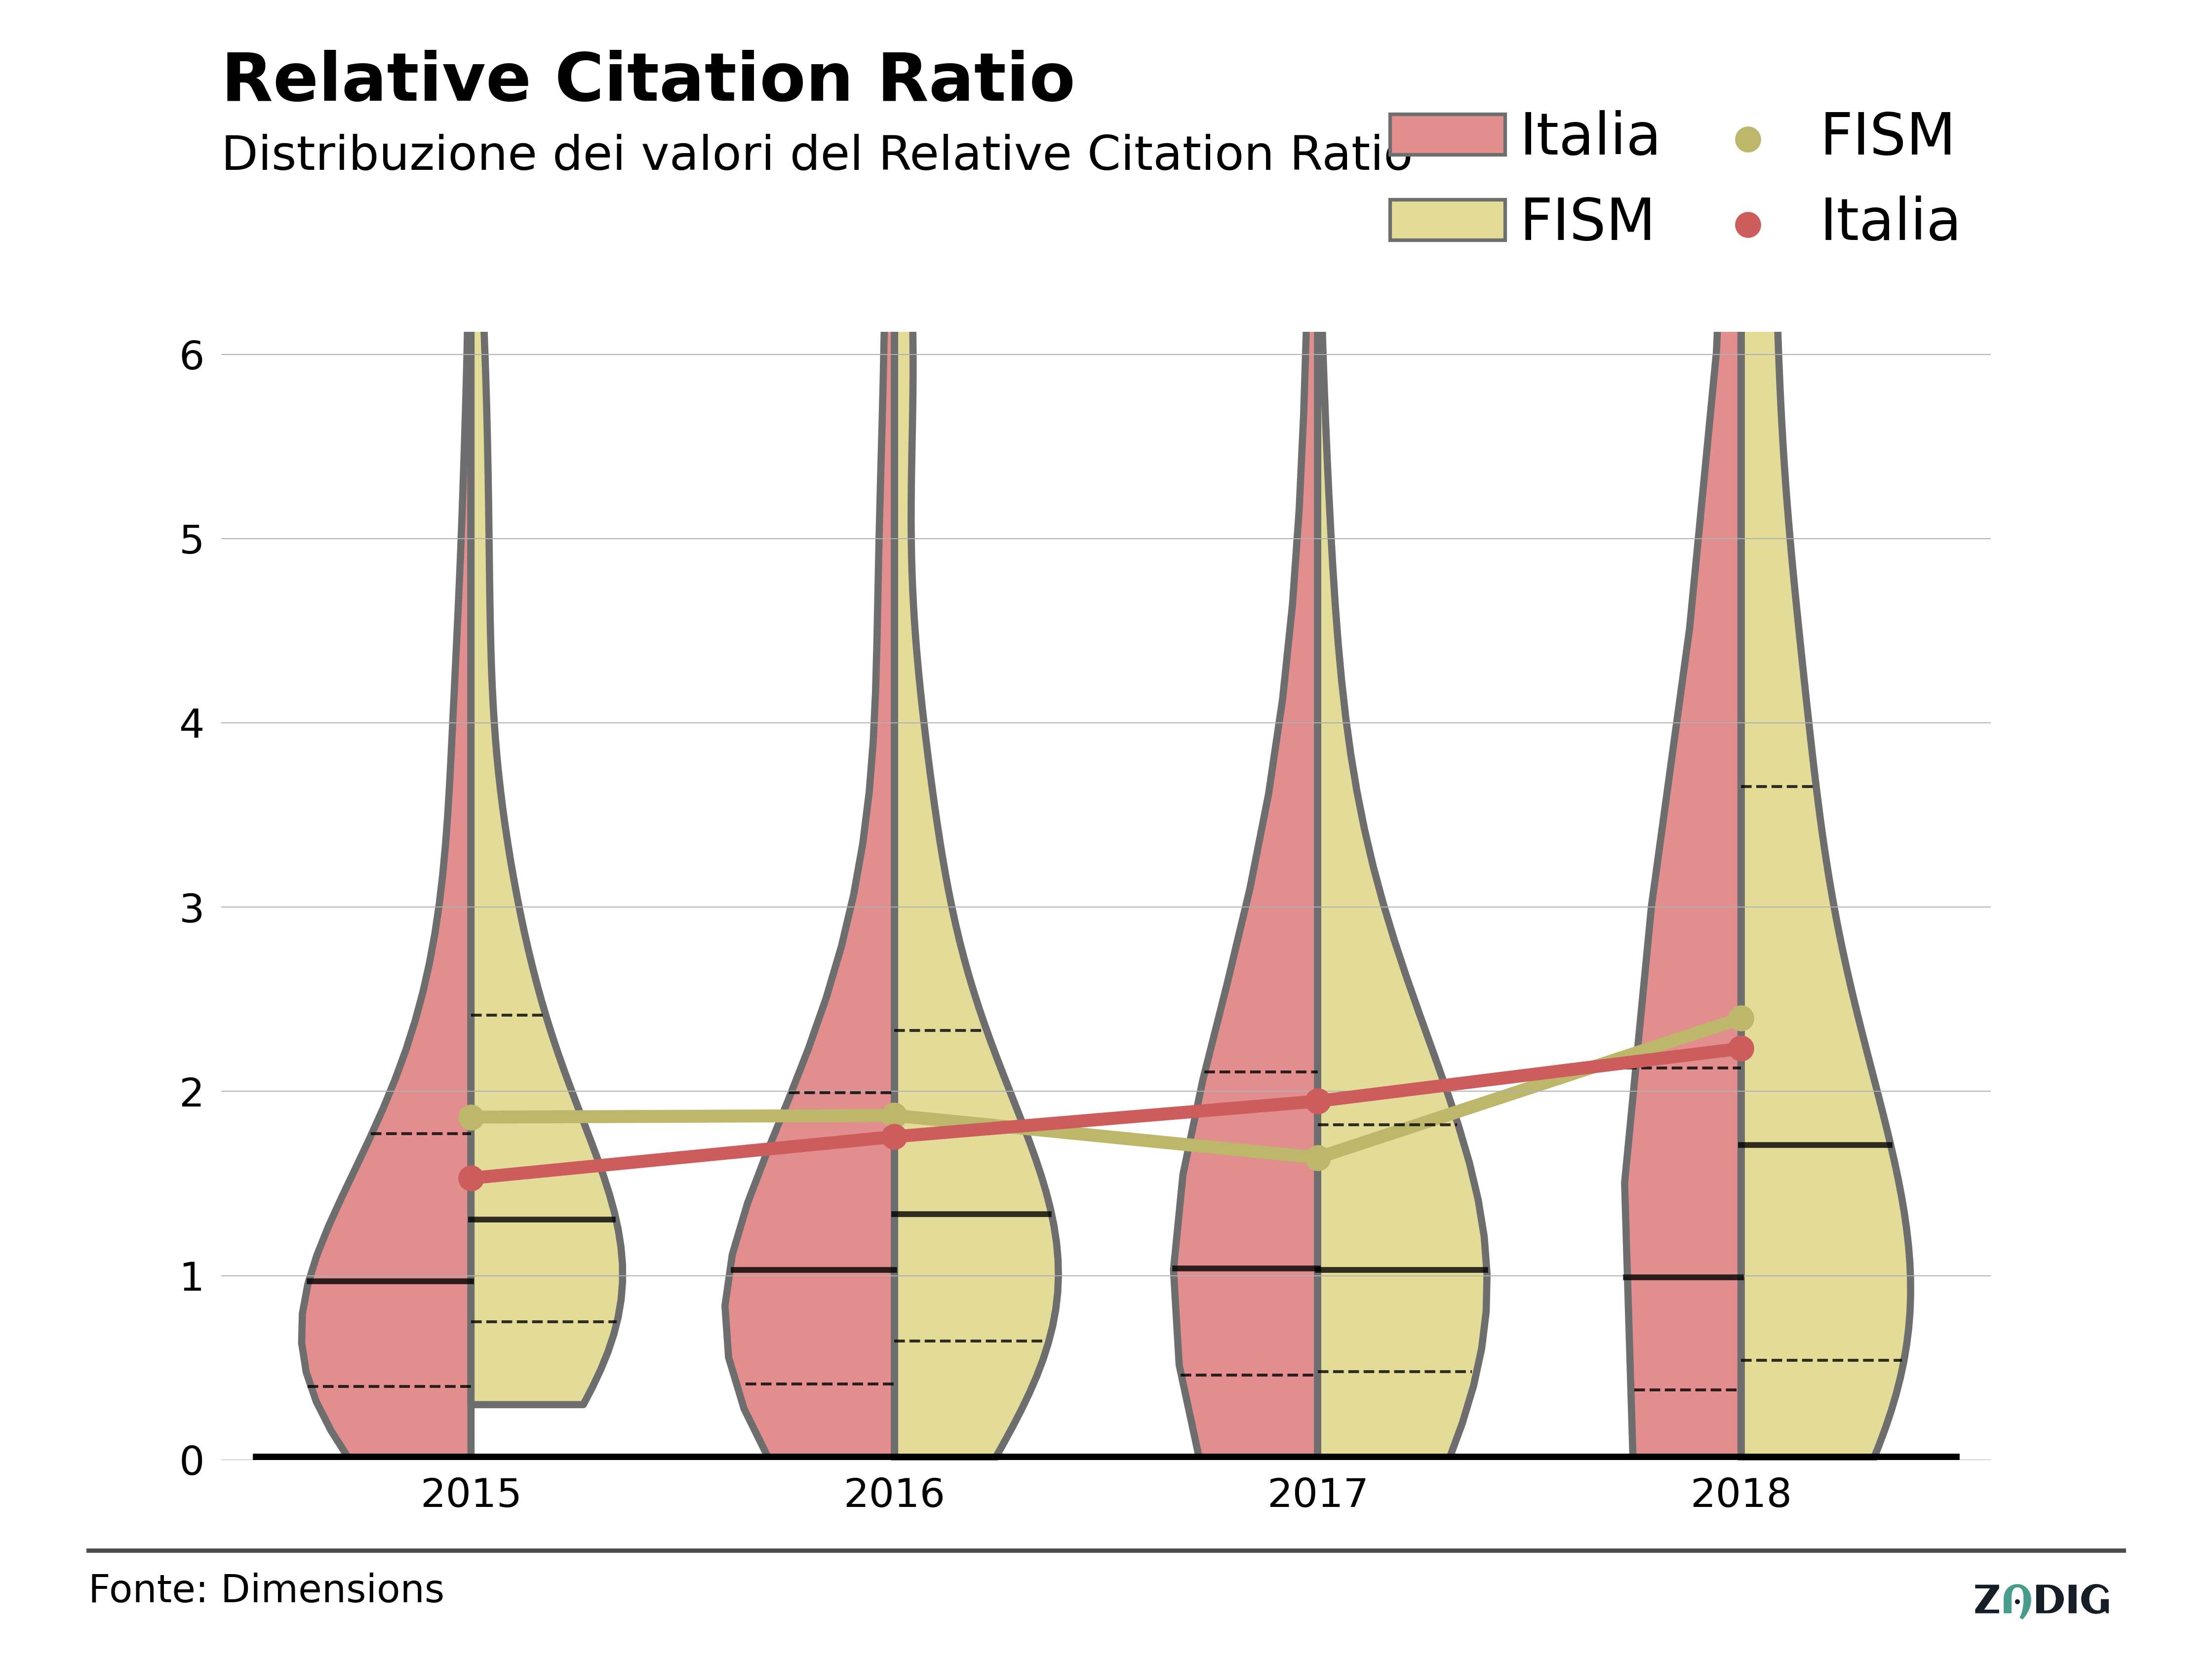 Relative Citation Ratio
Distribuzione dei valori del Relative Citation Ratio
Italia
FISM
FISM
Italia
6
5
4
3
2
1
0
2015 2016 2017 2018
Fonte: Dimensions
ZADIG